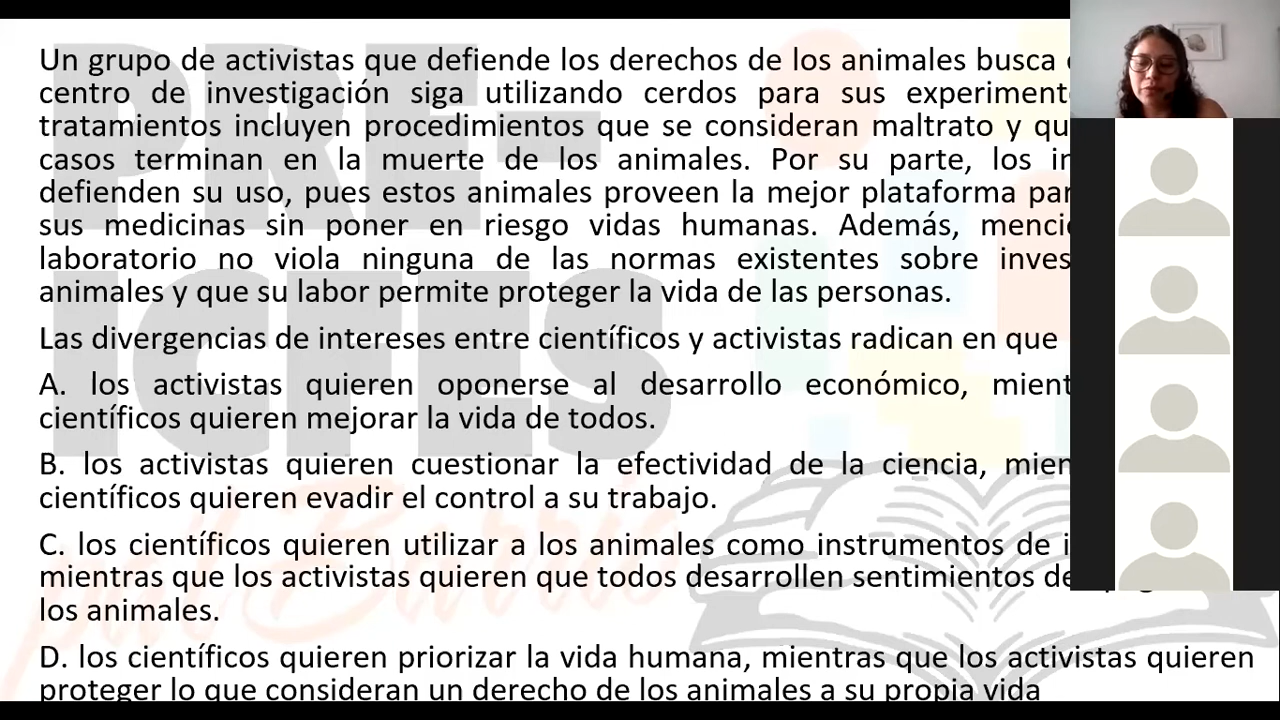 Un grupo de activistas que defiende los derechos de los animales busca
centro de investigación siga utilizando cerdos para sus
tratamientos incluyen procedimientos que se consideran maltrato y
casos terminan en la muerte de los animales. Por su parte, los
defienden su uso, pues estos animales proveen la mejor plataforma
sus medicinas sin poner en riesgo vidas humanas. Además,
laboratorio no viola ninguna de las normas existentes sobre
animales y que su labor permite proteger la vida de las personas.
Las divergencias de intereses entre científicos y activistas radican en que
A. los activistas quieren oponerse al desarrollo económico,
científicos quieren mejorar la vida de todos.
B. los activistas quieren cuestionar la efectividad de la ciencia,
científicos quieren evadir el control a su trabajo.
C. los científicos quieren utilizar a los animales como instrumentos de
mientras que los activistas quieren que todos desarrollen sentimientos
los animales.
D. los científicos quieren priorizar la vida humana, mientras que los activistas quieren
proteger lo que consideran un derecho de los animales a su propia vida
PRE-
ICFES